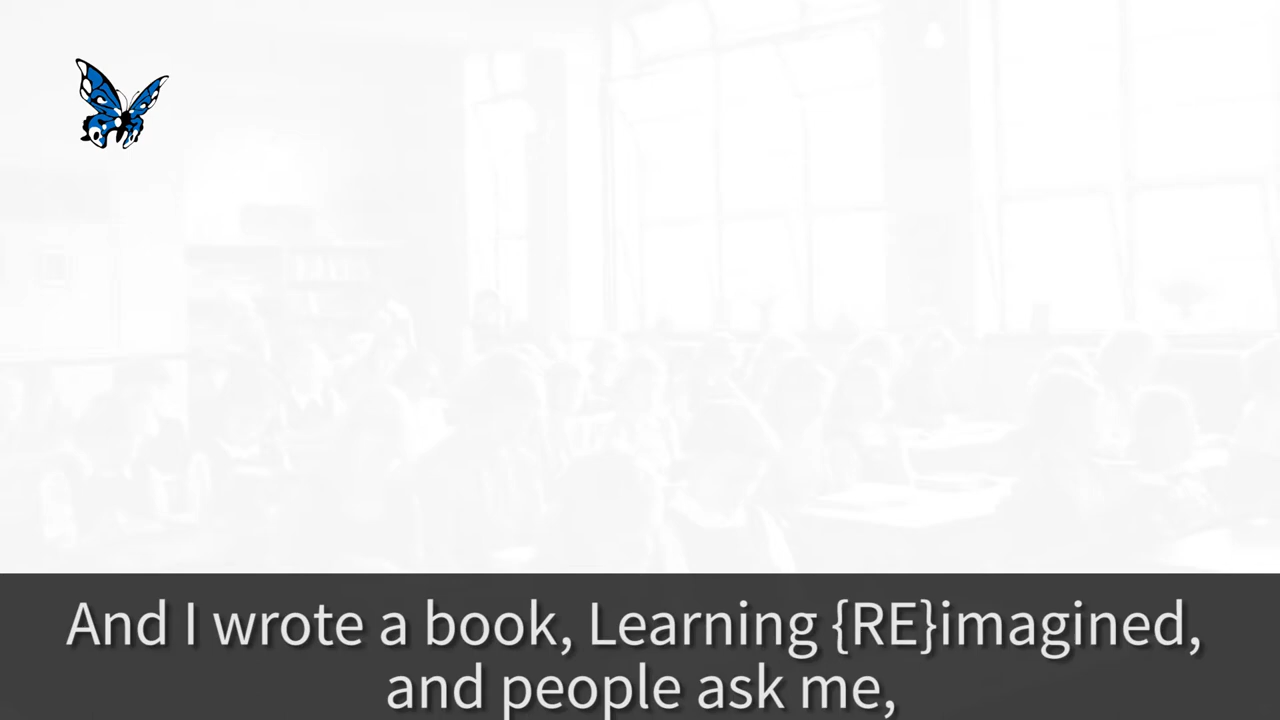 And I wrote a book, Learning {RE}imagined,
and people ask me,